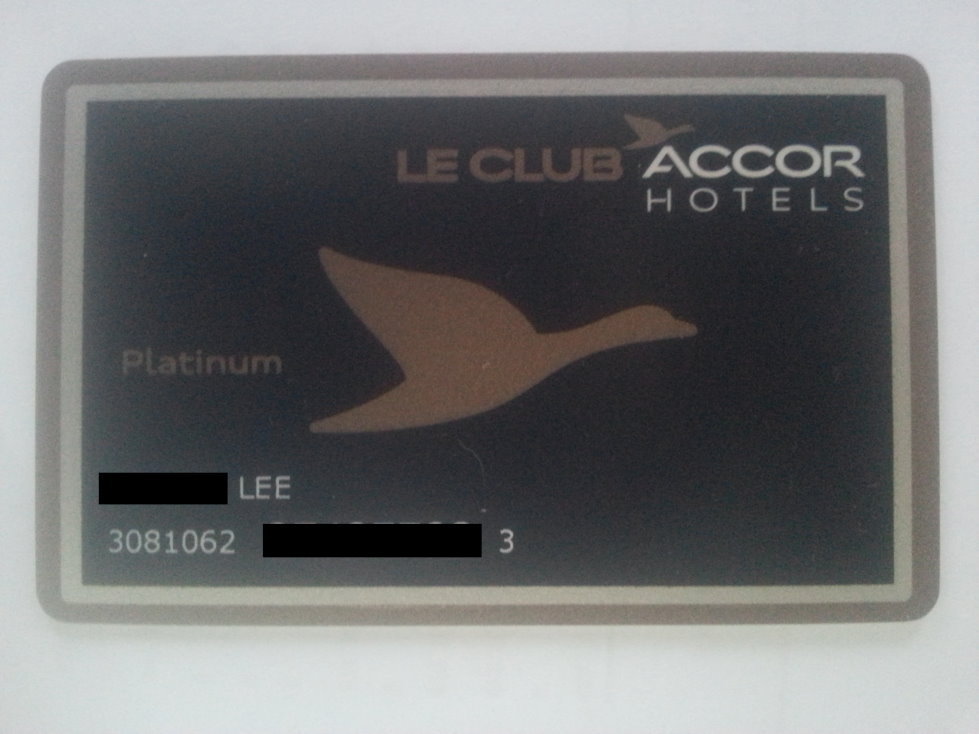 LE CLUB ACCOR
HOTELS
Platinum
LEE
3081062 3